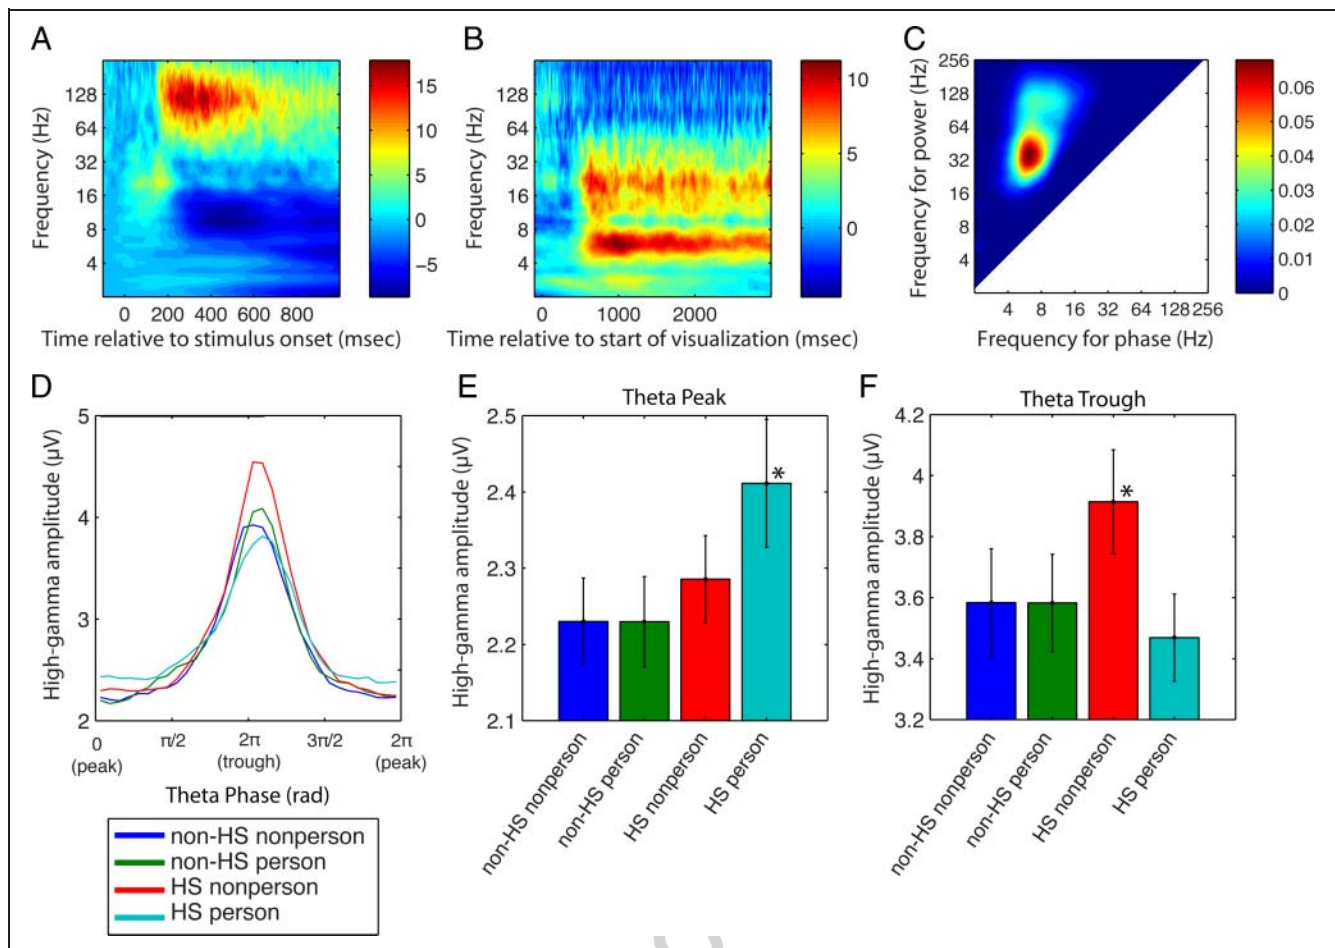 A
B
C
Frequency (Hz)
128
64
32
16
8
4
0
200
400
600
800
Time relative to stimulus onset (msec)
15
10
5
0
−5
Frequency (Hz)
128
64
32
16
8
4
0
1000
2000
Time relative to start of visualization (msec)
10
5
0
Frequency for power (Hz)
256
128
64
32
16
8
4
4 8 16 32 64 128 256
Frequency for phase (Hz)
0.06
0.05
0.04
0.03
0.02
0.01
0
D
High-gamma amplitude (µV)
5
4
3
2
0
(peak)
π/2
2π
(trough)
3π/2
2π
(peak)
Theta Phase (rad)
non-HS nonperson
non-HS person
HS nonperson
HS person
E
Theta Peak
High-gamma amplitude (µV)
2.5
2.4
2.3
2.2
2.1
*
non-HS nonperson
non-HS person
HS nonperson
HS person
F
Theta Trough
High-gamma amplitude (µV)
4.2
4
3.8
3.6
3.4
3.2
*
non-HS nonperson
non-HS person
HS nonperson
HS person